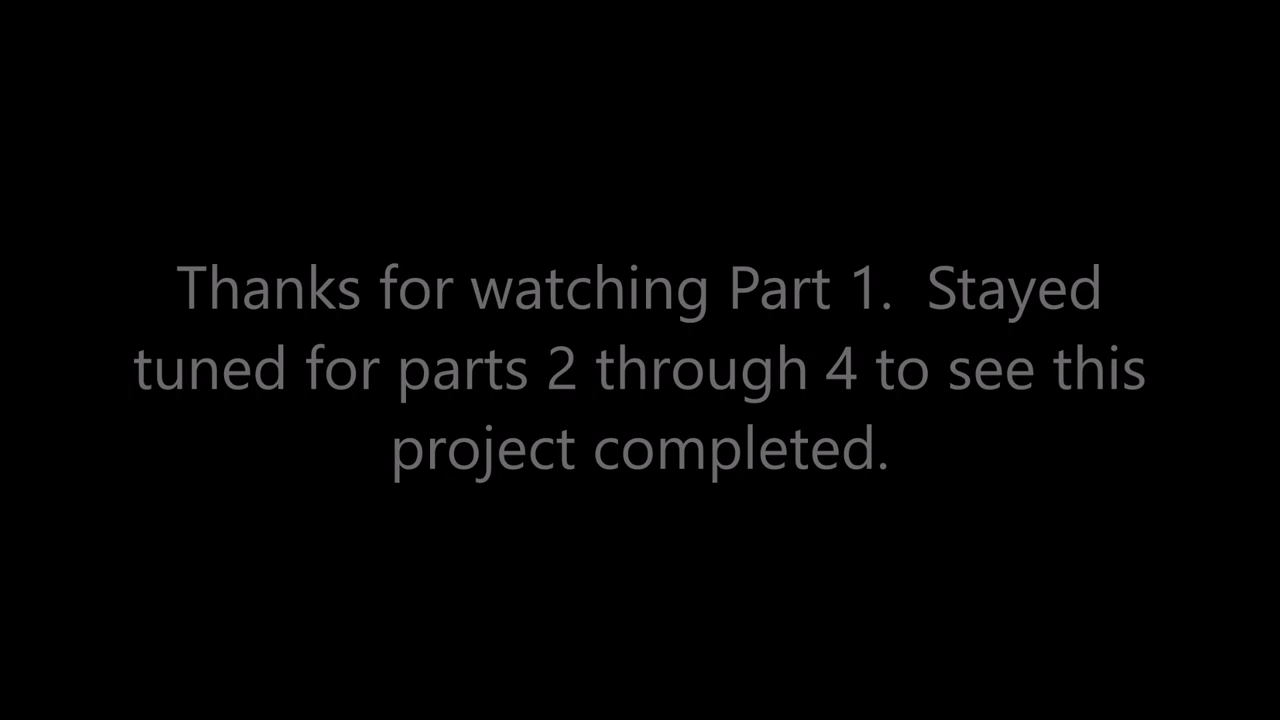 Thanks for watching Part 1.  Stayed
tuned for parts 2 through 4 to see this
project completed.